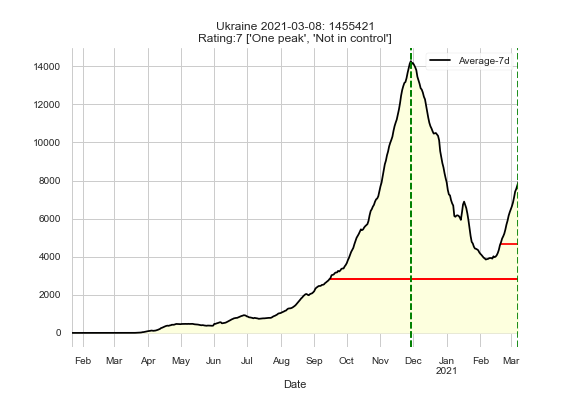 Ukraine 2021-03-08: 1455421
Rating:7 ['One peak', 'Not in control']
Average-7d
14000
12000
10000
8000
6000
4000
2000
0
Feb Mar Apr May Jun Jul Aug Sep Oct Nov Dec Jan Feb Mar
2021
Date